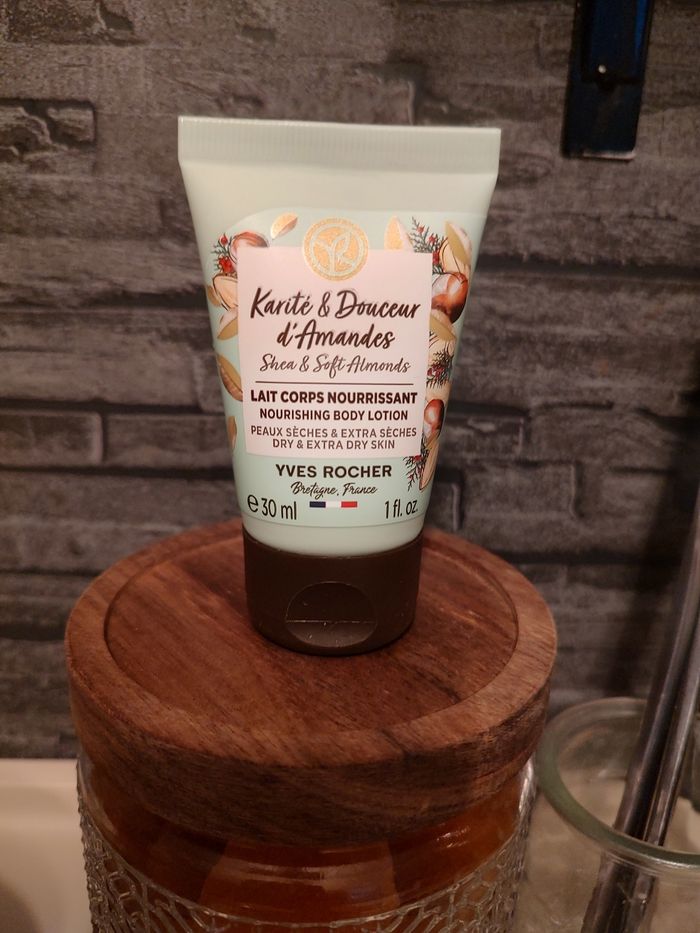 Karité & Douceur
d'Amandes
Shea & Soft Almonds
LAIT CORPS NOURRISSANT
NOURISHING BODY LOTION
PEAUX SÈCHES & EXTRA SÈCHES
DRY & EXTRA DRY SKIN
YVES ROCHER
Bretagne, France
℮ 30 ml 1 fl. oz.